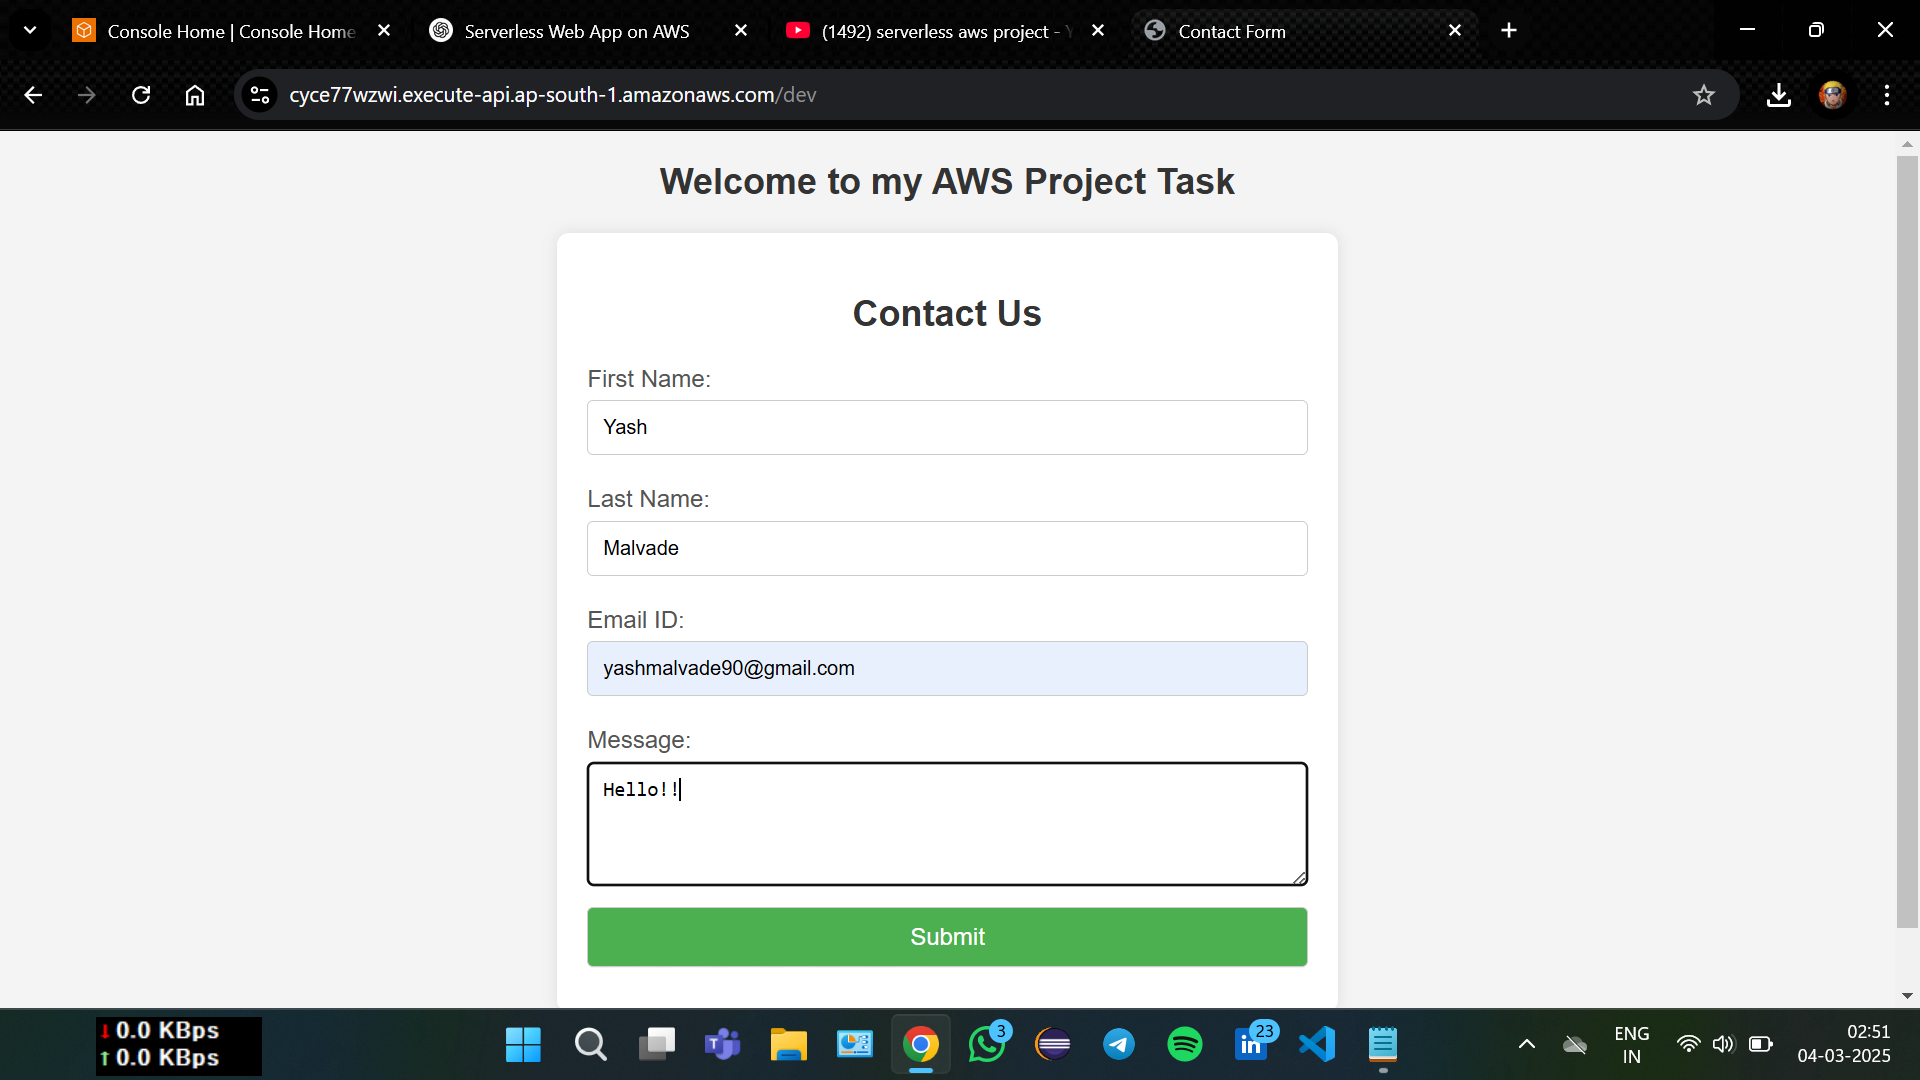 Console Home | Console Home
Serverless Web App on AWS
(1492) serverless aws project - Y
Contact Form
cyce77wzwi.execute-api.ap-south-1.amazonaws.com/dev
Welcome to my AWS Project Task
Contact Us
First Name:
Yash
Last Name:
Malvade
Email ID:
yashmalvade90@gmail.com
Message:
Hello!!
Submit
↓ 0.0 KBps
↑ 0.0 KBps
T
3
in
23
ENG
IN
02:51
04-03-2025